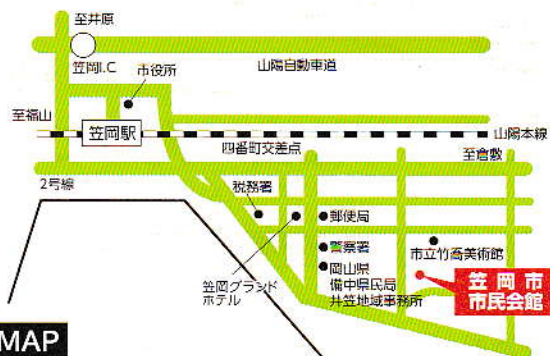 至井原
笠岡I.C
山陽自動車道
市役所
至福山
笠岡駅
山陽本線
四番町交差点
至倉敷
2号線
税務署
郵便局
警察署
市立竹喬美術館
岡山県
備中県民局
井笠地域事務所
笠岡グランド
ホテル
笠岡市
市民会館
MAP